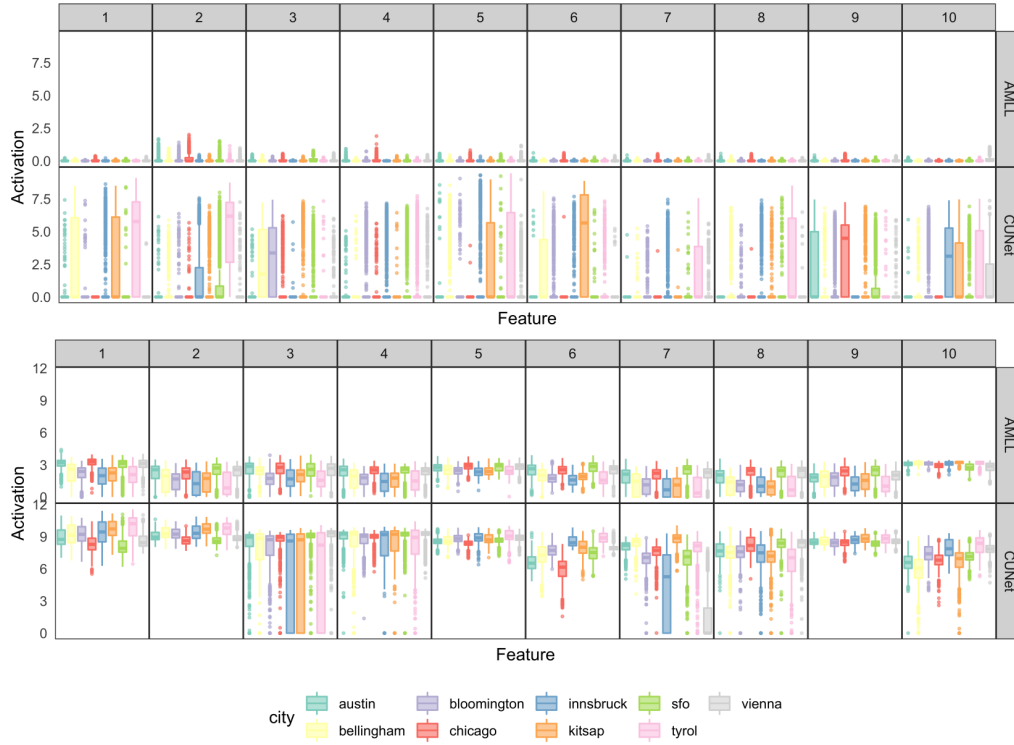 1 2 3 4 5 6 7 8 9 10
7.5
5.0
2.5
0.0
AMLL
Activation
7.5
5.0
2.5
0.0
CUNet
Feature
1 2 3 4 5 6 7 8 9 10
12
9
6
3
0
AMLL
Activation
12
9
6
3
0
CUNet
Feature
city
austin bloomington innsbruck sfo vienna
bellingham chicago kitsap tyrol